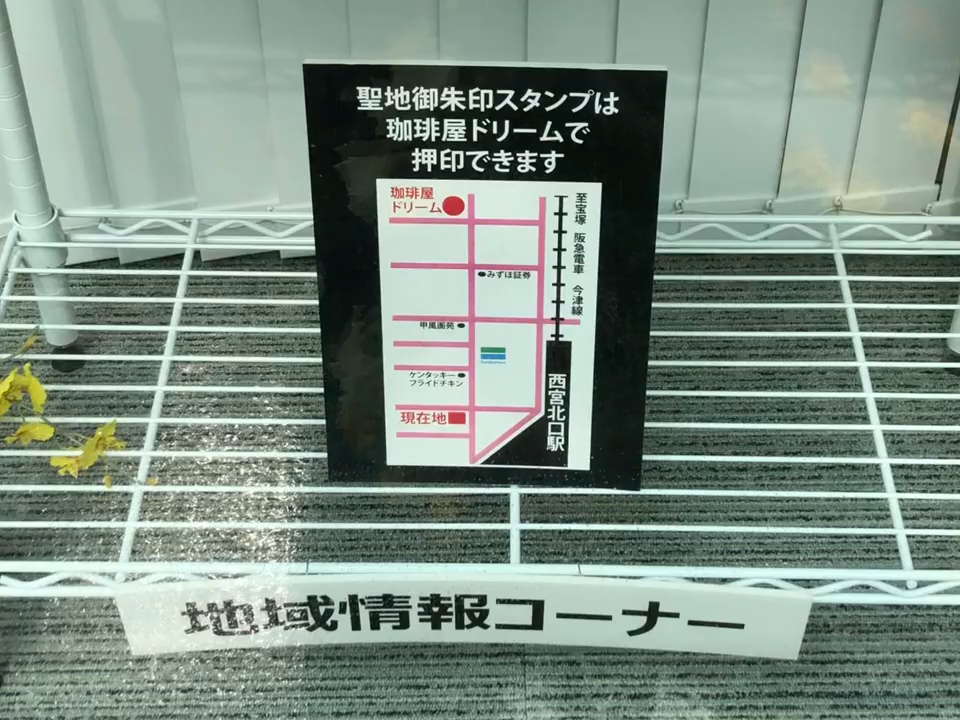 聖地御朱印スタンプは
珈琲屋ドリームで
押印できます
珈琲屋
ドリーム
至宝塚 阪急電車 今津線
みずほ証券
甲風画苑
ケンタッキー
フライドチキン
西宮北口駅
現在地
地域情報コーナー